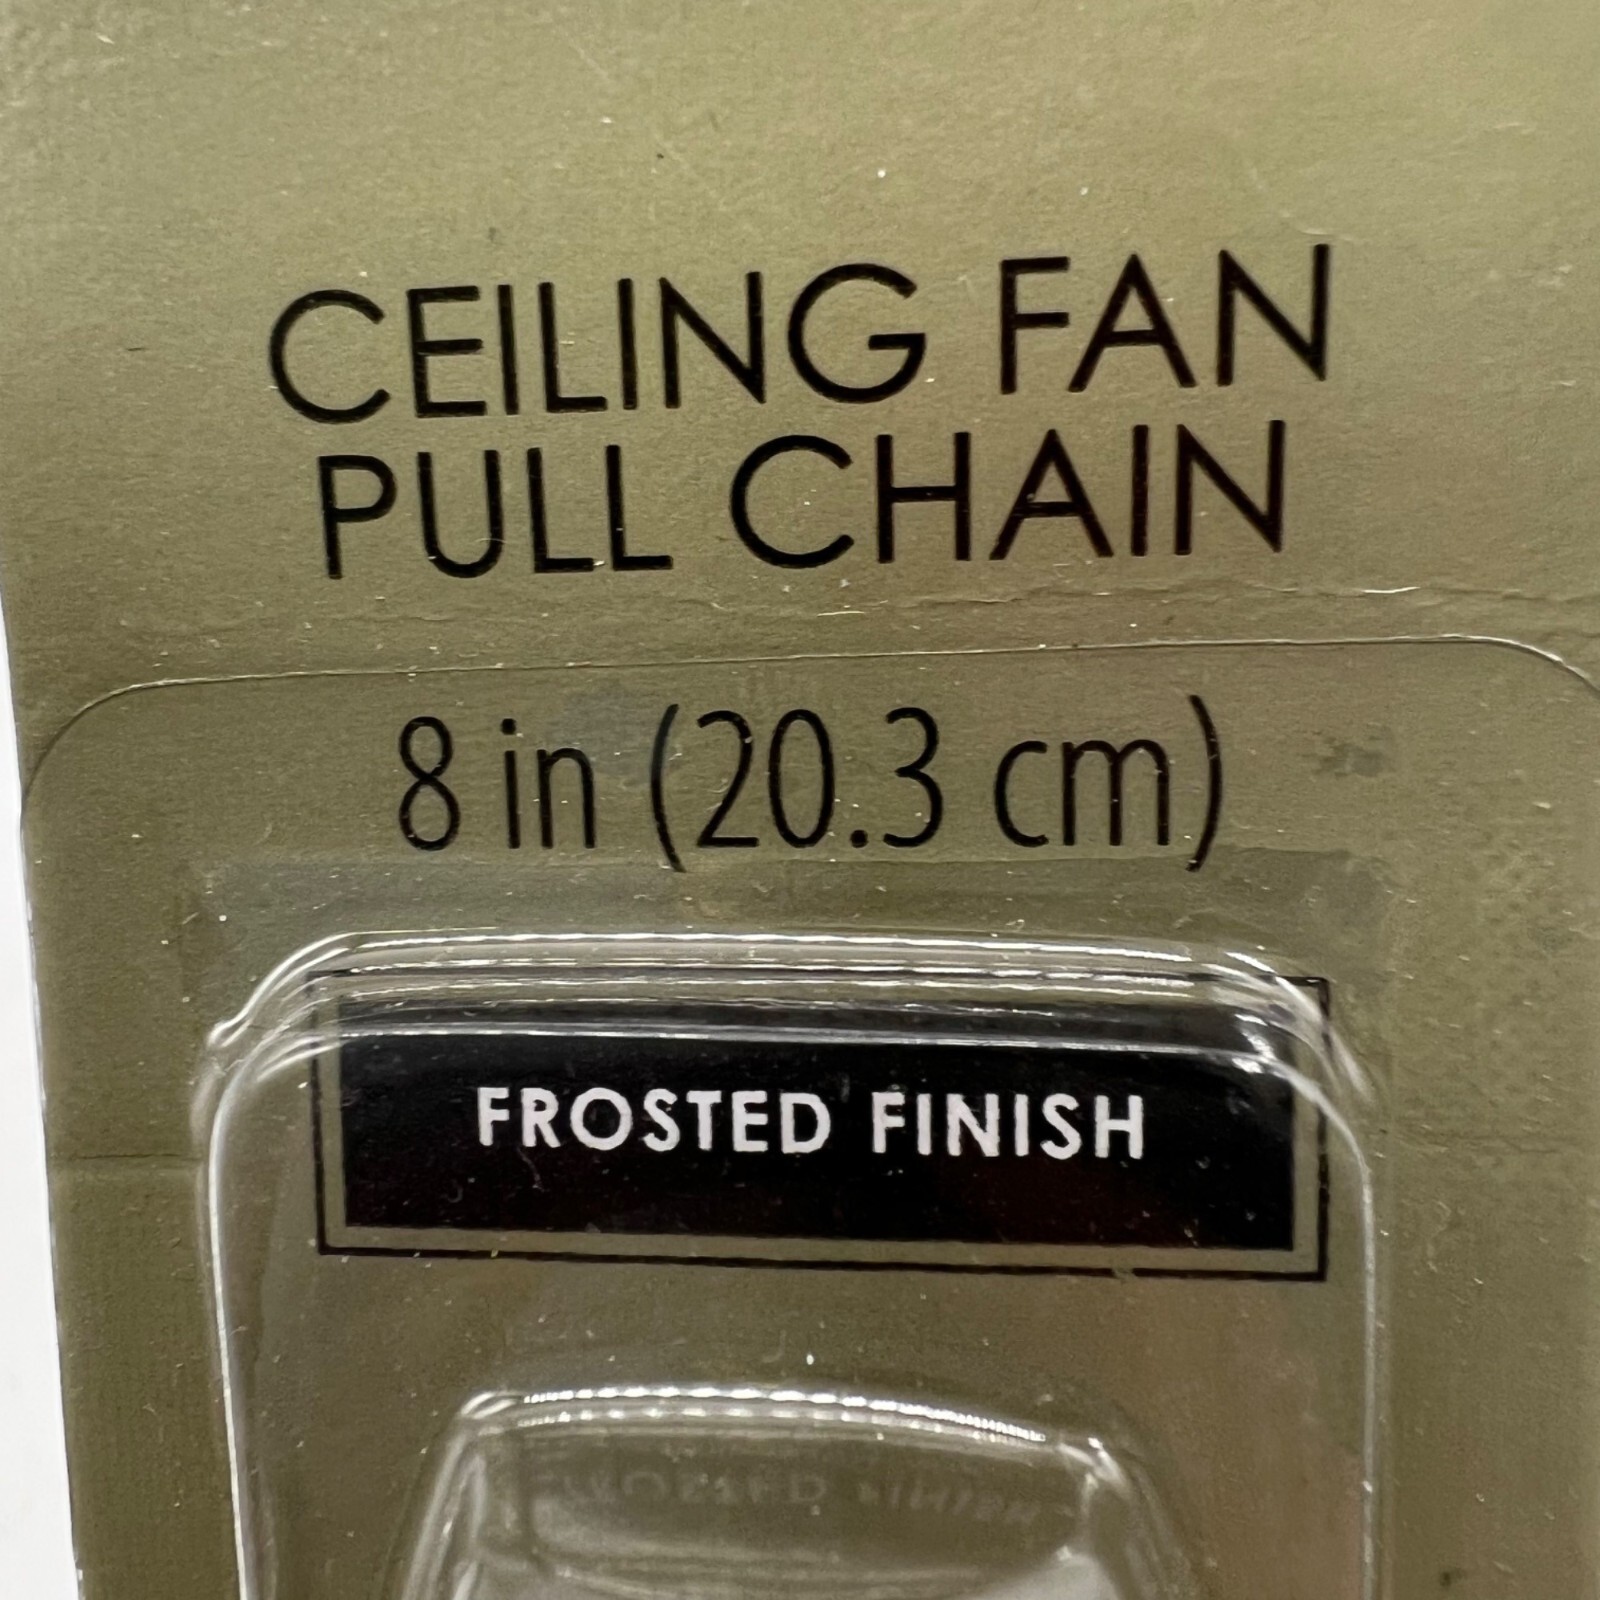 CEILING FAN
PULL CHAIN
8 in (20.3 cm)
FROSTED FINISH